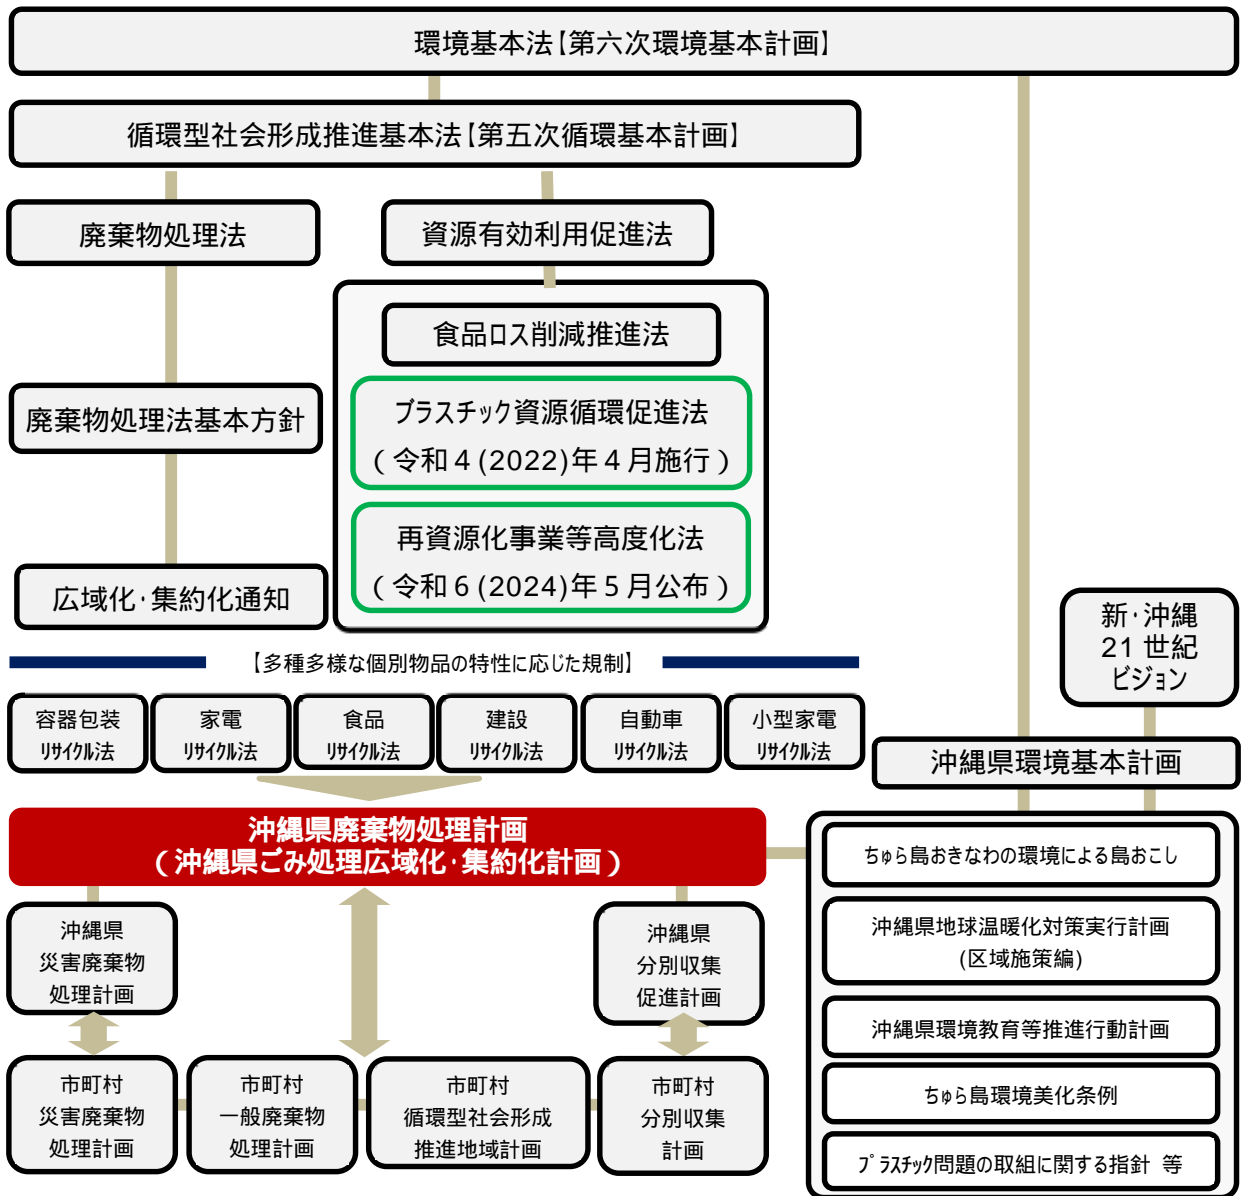 環境基本法【第六次環境基本計画】
循環型社会形成推進基本法【第五次循環基本計画】
廃棄物処理法
資源有効利用促進法
食品ロス削減推進法
プラスチック資源循環促進法
（令和４(2022)年４月施行）
廃棄物処理法基本方針
再資源化事業等高度化法
（令和６(2024)年５月公布）
広域化・集約化通知
新・沖縄
21世紀
ビジョン
【多種多様な個別物品の特性に応じた規制】
容器包装
リサイクル法
家電
リサイクル法
食品
リサイクル法
建設
リサイクル法
自動車
リサイクル法
小型家電
リサイクル法
沖縄県環境基本計画
沖縄県廃棄物処理計画
（沖縄県ごみ処理広域化・集約化計画）
ちゅら島おきなわの環境による島おこし
沖縄県地球温暖化対策実行計画
(区域施策編)
沖縄県環境教育等推進行動計画
ちゅら島環境美化条例
プラスチック問題の取組に関する指針 等
沖縄県
災害廃棄物
処理計画
沖縄県
分別収集
促進計画
市町村
災害廃棄物
処理計画
市町村
一般廃棄物
処理計画
市町村
循環型社会形成
推進地域計画
市町村
分別収集
計画